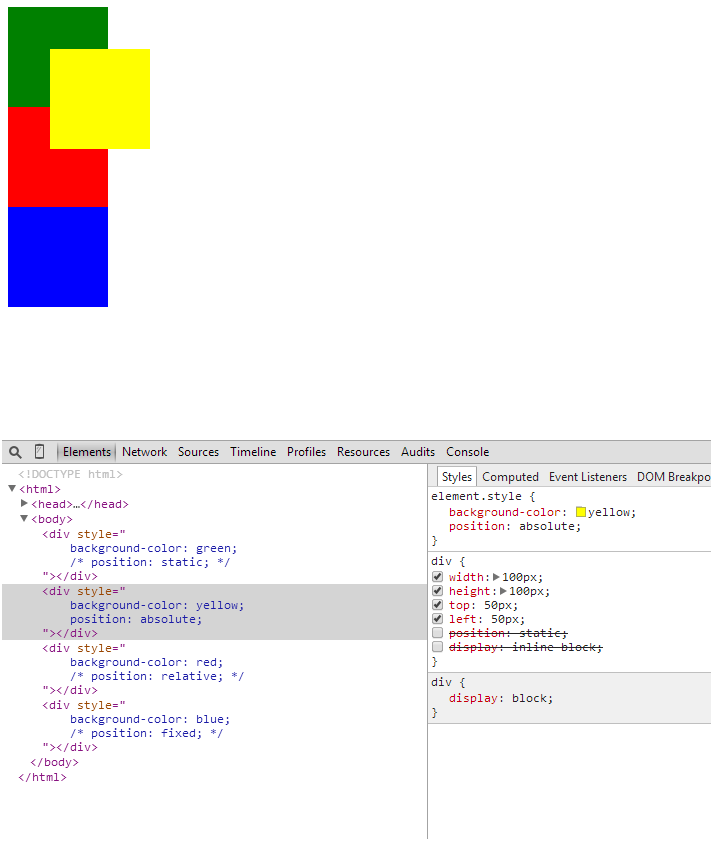 Elements Network Sources Timeline Profiles Resources Audits Console
<!DOCTYPE html>
<html>
<head>…</head>
<body>
<div style="
background-color: green;
/* position: static; */
"></div>
<div style="
background-color: yellow;
position: absolute;
"></div>
<div style="
background-color: red;
/* position: relative; */
"></div>
<div style="
background-color: blue;
/* position: fixed; */
"></div>
</body>
</html>
Styles Computed Event Listeners DOM Breakpo
element.style {
background-color: yellow;
position: absolute;
}
div {
width: 100px;
height: 100px;
top: 50px;
left: 50px;
position: static;
display: inline-block;
}
div {
display: block;
}